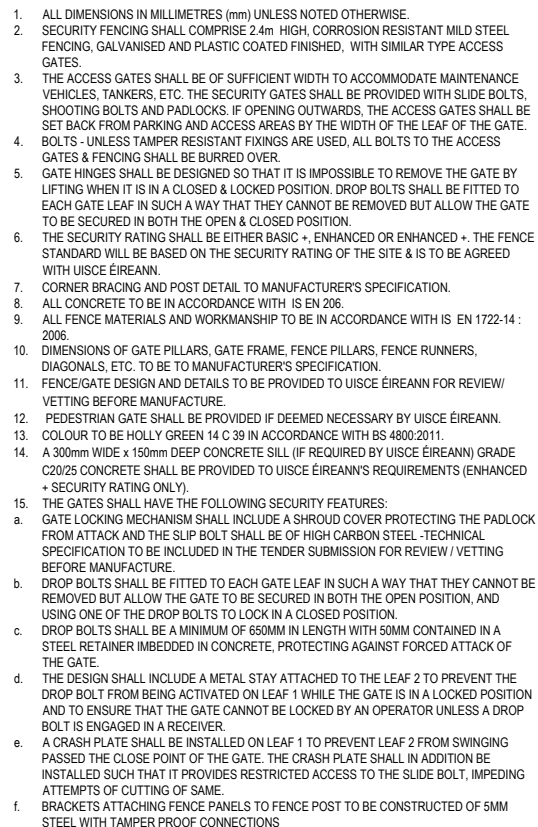 1. ALL DIMENSIONS IN MILLIMETRES (mm) UNLESS NOTED OTHERWISE.
2. SECURITY FENCING SHALL COMPRISE 2.4m HIGH, CORROSION RESISTANT MILD STEEL
FENCING, GALVANISED AND PLASTIC COATED FINISHED, WITH SIMILAR TYPE ACCESS
GATES.
3. THE ACCESS GATES SHALL BE OF SUFFICIENT WIDTH TO ACCOMMODATE MAINTENANCE
VEHICLES, TANKERS, ETC. THE SECURITY GATES SHALL BE PROVIDED WITH SLIDE BOLTS,
SHOOTING BOLTS AND PADLOCKS. IF OPENING OUTWARDS, THE ACCESS GATES SHALL BE
SET BACK FROM PARKING AND ACCESS AREAS BY THE WIDTH OF THE LEAF OF THE GATE.
4. BOLTS - UNLESS TAMPER RESISTANT FIXINGS ARE USED, ALL BOLTS TO THE ACCESS
GATES & FENCING SHALL BE BURRED OVER.
5. GATE HINGES SHALL BE DESIGNED SO THAT IT IS IMPOSSIBLE TO REMOVE THE GATE BY
LIFTING WHEN IT IS IN A CLOSED & LOCKED POSITION. DROP BOLTS SHALL BE FITTED TO
EACH GATE LEAF IN SUCH A WAY THAT THEY CANNOT BE REMOVED BUT ALLOW THE GATE
TO BE SECURED IN BOTH THE OPEN & CLOSED POSITION.
6. THE SECURITY RATING SHALL BE EITHER BASIC +, ENHANCED OR ENHANCED +. THE FENCE
STANDARD WILL BE BASED ON THE SECURITY RATING OF THE SITE & IS TO BE AGREED
WITH UISCE ÉIREANN.
7. CORNER BRACING AND POST DETAIL TO MANUFACTURER'S SPECIFICATION.
8. ALL CONCRETE TO BE IN ACCORDANCE WITH IS EN 206.
9. ALL FENCE MATERIALS AND WORKMANSHIP TO BE IN ACCORDANCE WITH IS EN 1722-14 :
2006.
10. DIMENSIONS OF GATE PILLARS, GATE FRAME, FENCE PILLARS, FENCE RUNNERS,
DIAGONALS, ETC. TO BE TO MANUFACTURER'S SPECIFICATION.
11. FENCE/GATE DESIGN AND DETAILS TO BE PROVIDED TO UISCE ÉIREANN FOR REVIEW/
VETTING BEFORE MANUFACTURE.
12. PEDESTRIAN GATE SHALL BE PROVIDED IF DEEMED NECESSARY BY UISCE ÉIREANN.
13. COLOUR TO BE HOLLY GREEN 14 C 39 IN ACCORDANCE WITH BS 4800:2011.
14. A 300mm WIDE x 150mm DEEP CONCRETE SILL (IF REQUIRED BY UISCE ÉIREANN) GRADE
C20/25 CONCRETE SHALL BE PROVIDED TO UISCE ÉIREANN'S REQUIREMENTS (ENHANCED
+ SECURITY RATING ONLY).
15. THE GATES SHALL HAVE THE FOLLOWING SECURITY FEATURES:
a. GATE LOCKING MECHANISM SHALL INCLUDE A SHROUD COVER PROTECTING THE PADLOCK
FROM ATTACK AND THE SLIP BOLT SHALL BE OF HIGH CARBON STEEL -TECHNICAL
SPECIFICATION TO BE INCLUDED IN THE TENDER SUBMISSION FOR REVIEW / VETTING
BEFORE MANUFACTURE.
b. DROP BOLTS SHALL BE FITTED TO EACH GATE LEAF IN SUCH A WAY THAT THEY CANNOT BE
REMOVED BUT ALLOW THE GATE TO BE SECURED IN BOTH THE OPEN POSITION, AND
USING ONE OF THE DROP BOLTS TO LOCK IN A CLOSED POSITION.
c. DROP BOLTS SHALL BE A MINIMUM OF 650MM IN LENGTH WITH 50MM CONTAINED IN A
STEEL RETAINER IMBEDDED IN CONCRETE, PROTECTING AGAINST FORCED ATTACK OF
THE GATE.
d. THE DESIGN SHALL INCLUDE A METAL STAY ATTACHED TO THE LEAF 2 TO PREVENT THE
DROP BOLT FROM BEING ACTIVATED ON LEAF 1 WHILE THE GATE IS IN A LOCKED POSITION
AND TO ENSURE THAT THE GATE CANNOT BE LOCKED BY AN OPERATOR UNLESS A DROP
BOLT IS ENGAGED IN A RECEIVER.
e. A CRASH PLATE SHALL BE INSTALLED ON LEAF 1 TO PREVENT LEAF 2 FROM SWINGING
PASSED THE CLOSE POINT OF THE GATE. THE CRASH PLATE SHALL IN ADDITION BE
INSTALLED SUCH THAT IT PROVIDES RESTRICTED ACCESS TO THE SLIDE BOLT, IMPEDING
ATTEMPTS OF CUTTING OF SAME.
f. BRACKETS ATTACHING FENCE PANELS TO FENCE POST TO BE CONSTRUCTED OF 5MM
STEEL WITH TAMPER PROOF CONNECTIONS